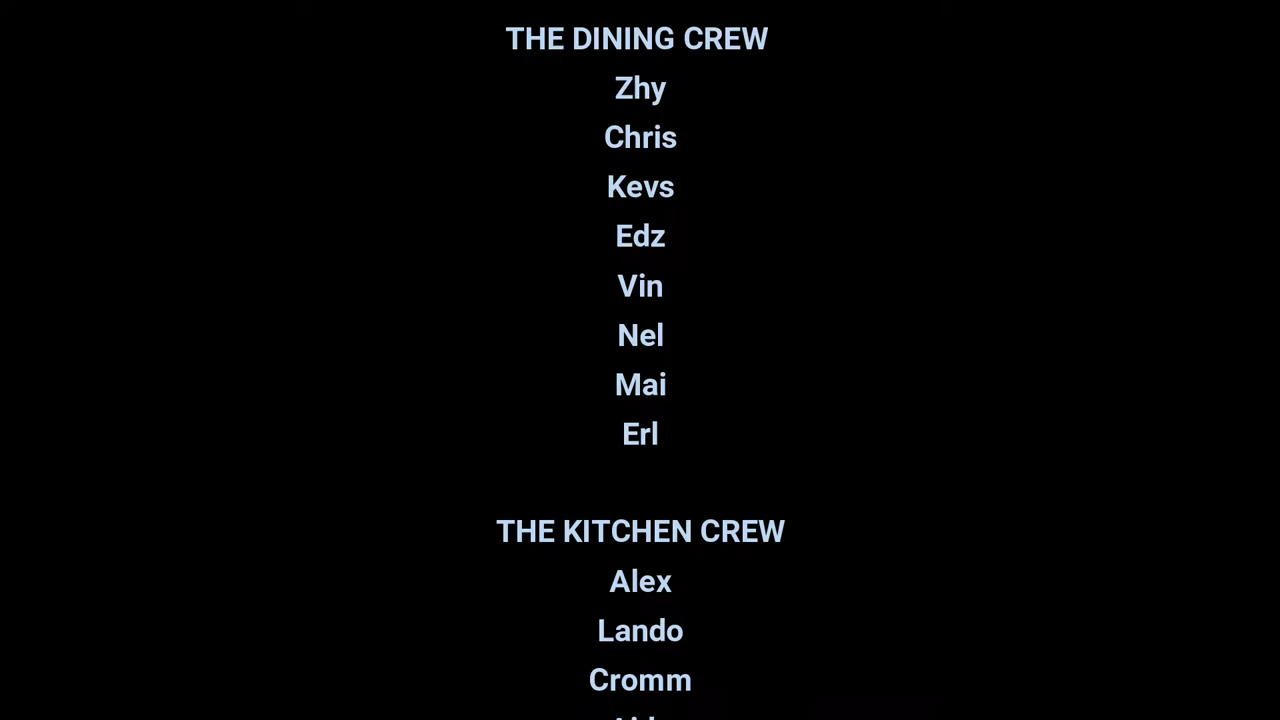 THE DINING CREW
Zhy
Chris
Kevs
Edz
Vin
Nel
Mai
Erl
THE KITCHEN CREW
Alex
Lando
Cromm